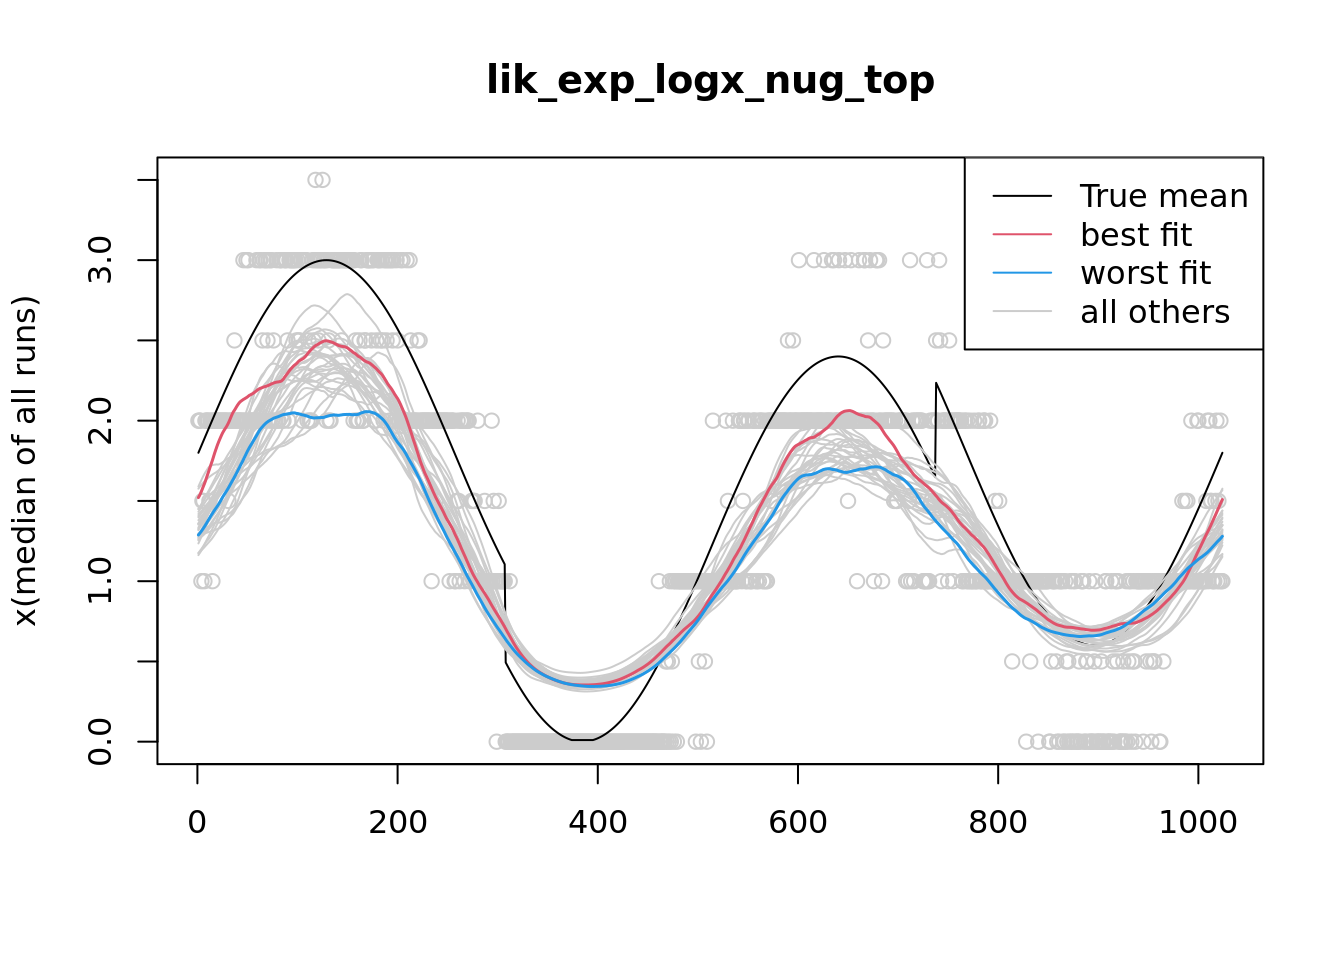 lik_exp_logx_nug_top
x(median of all runs)
3.0
2.0
1.0
0.0
True mean
best fit
worst fit
all others
0 200 400 600 800 1000